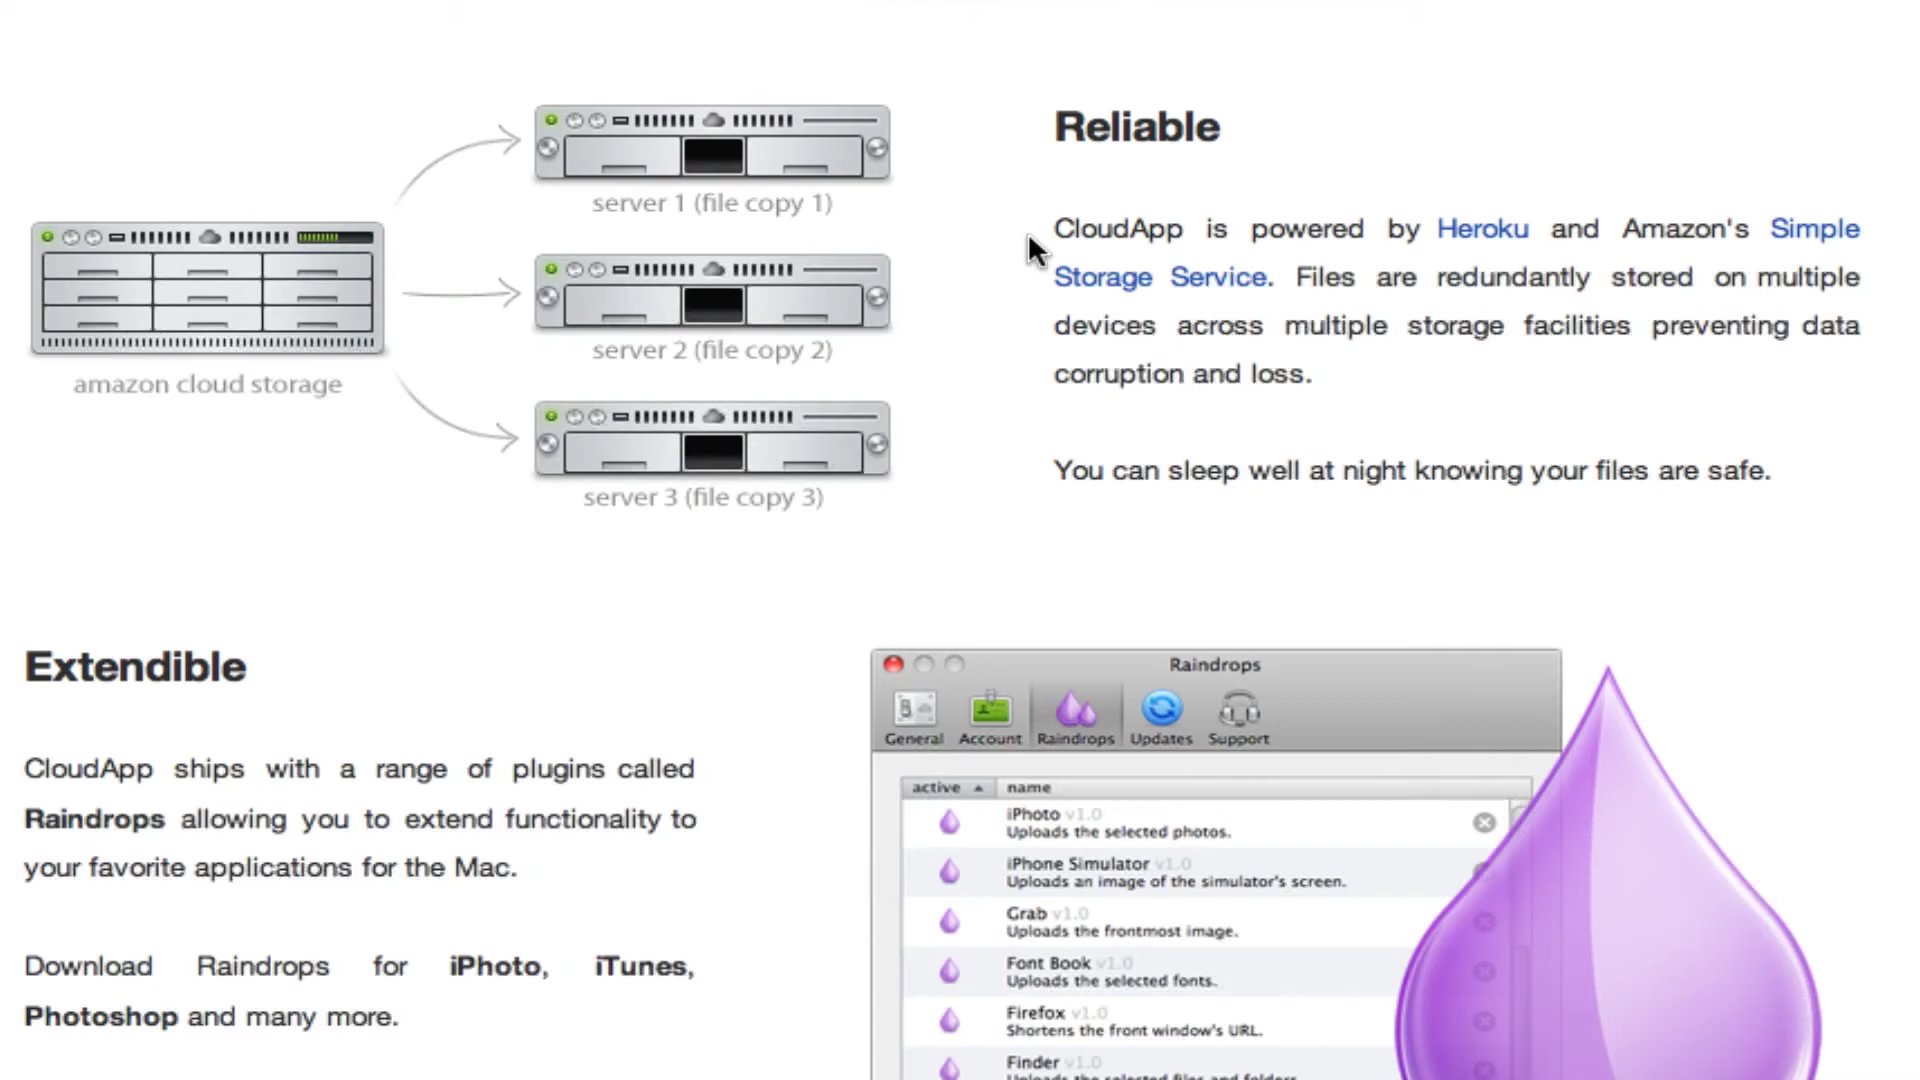 server 1 (file copy 1)
server 2 (file copy 2)
amazon cloud storage
server 3 (file copy 3)
Reliable
CloudApp is powered by Heroku and Amazon's Simple
Storage Service. Files are redundantly stored on multiple
devices across multiple storage facilities preventing data
corruption and loss.
You can sleep well at night knowing your files are safe.
Extendible
CloudApp ships with a range of plugins called
Raindrops allowing you to extend functionality to
your favorite applications for the Mac.
Download Raindrops for iPhoto, iTunes,
Photoshop and many more.
Raindrops
General Account Raindrops Updates Support
active name
iPhoto v1.0
Uploads the selected photos.
iPhone Simulator v1.0
Uploads an image of the simulator's screen.
Grab v1.0
Uploads the frontmost image.
Font Book v1.0
Uploads the selected fonts.
Firefox v1.0
Shortens the front window's URL.
Finder v1.0
Uploads the selected files and folders.